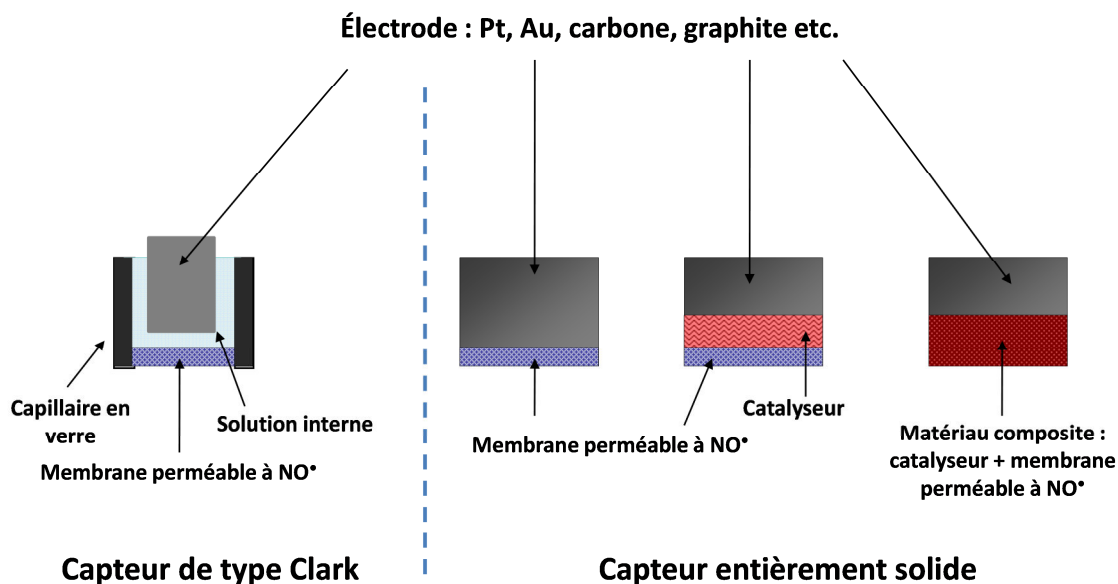 Électrode : Pt, Au, carbone, graphite etc.
Capillaire en
verre
Solution interne
Membrane perméable à NO•
Membrane perméable à NO•
Catalyseur
Matériau composite :
catalyseur + membrane
perméable à NO•
Capteur de type Clark
Capteur entièrement solide